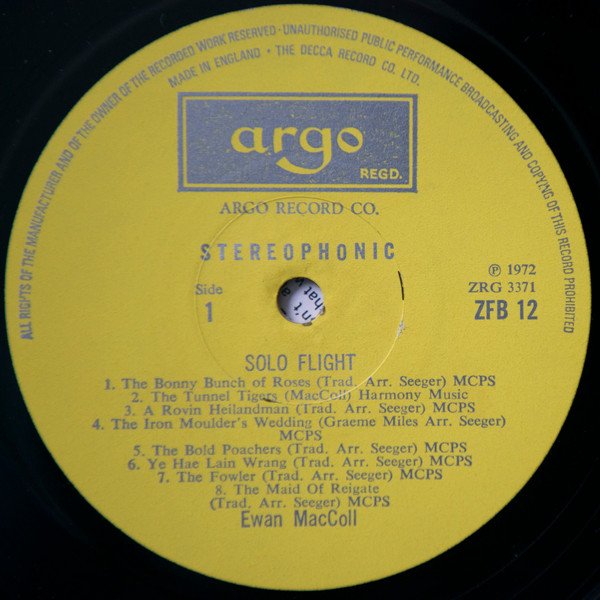 ALL RIGHTS OF THE MANUFACTURER AND OF THE OWNER OF THE RECORDED WORK RESERVED · UNAUTHORISED PUBLIC PERFORMANCE BROADCASTING AND COPYING OF THIS RECORD PROHIBITED
MADE IN ENGLAND · THE DECCA RECORD CO. LTD.
argo
REGD.
ARGO RECORD CO.
STEREOPHONIC
Side
1
℗ 1972
ZRG 3371
ZFB 12
SOLO FLIGHT
1. The Bonny Bunch of Roses (Trad. Arr. Seeger) MCPS
2. The Tunnel Tigers (MacColl) Harmony Music
3. A Rovin Heilandman (Trad. Arr. Seeger) MCPS
4. The Iron Moulder's Wedding (Graeme Miles Arr. Seeger)
MCPS
5. The Bold Poachers (Trad. Arr. Seeger) MCPS
6. Ye Hae Lain Wrang (Trad. Arr. Seeger) MCPS
7. The Fowler (Trad. Arr. Seeger) MCPS
8. The Maid Of Reigate
(Trad. Arr. Seeger) MCPS
Ewan MacColl